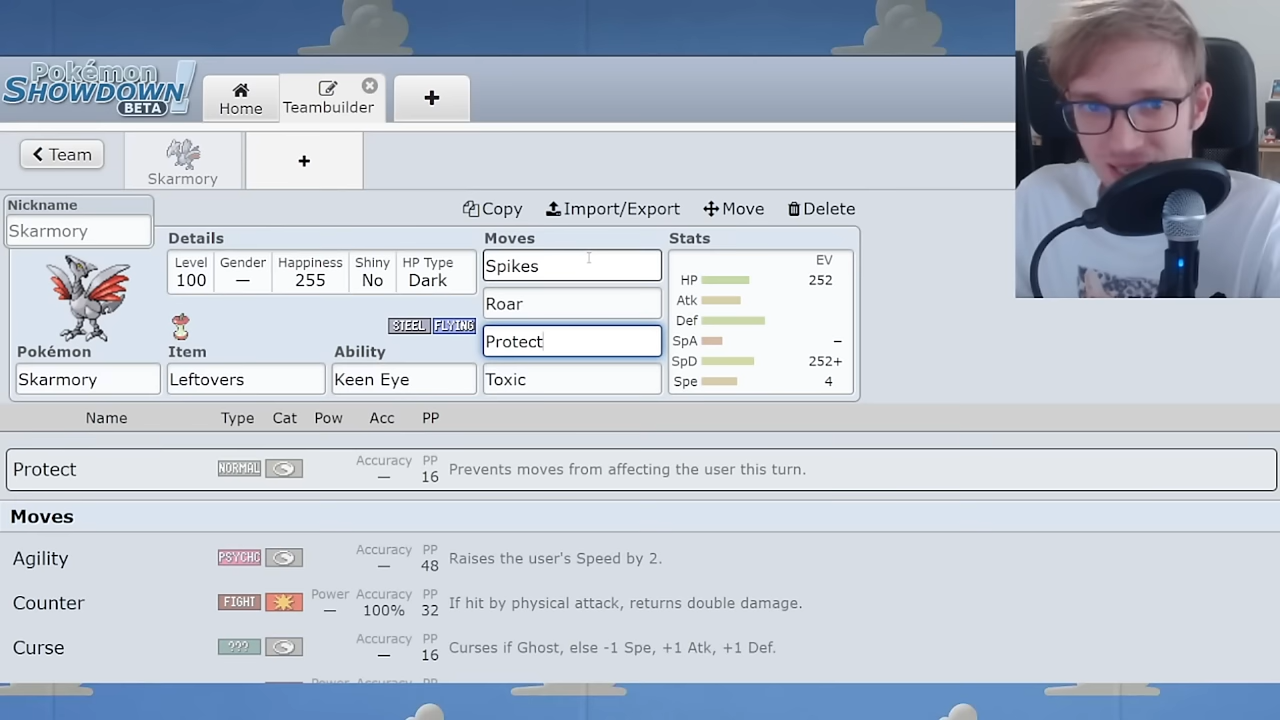 Pokémon
SHOWDOWN!
BETA
Home
Teambuilder
+
Team
Skarmory
+
Nickname
Skarmory
Copy
Import/Export
Move
Delete
Details
Level
100
Gender
—
Happiness
255
Shiny
No
HP Type
Dark
STEEL FLYING
Pokémon
Skarmory
Item
Leftovers
Ability
Keen Eye
Moves
Spikes
Roar
Protect
Toxic
Stats
EV
HP 252
Atk
Def
SpA –
SpD 252+
Spe 4
Name Type Cat Pow Acc PP
Protect NORMAL Accuracy — PP 16 Prevents moves from affecting the user this turn.
Moves
Agility PSYCHC Accuracy — PP 48 Raises the user's Speed by 2.
Counter FIGHT Power — Accuracy 100% PP 32 If hit by physical attack, returns double damage.
Curse ??? Accuracy — PP 16 Curses if Ghost, else -1 Spe, +1 Atk, +1 Def.
Power Accuracy PP